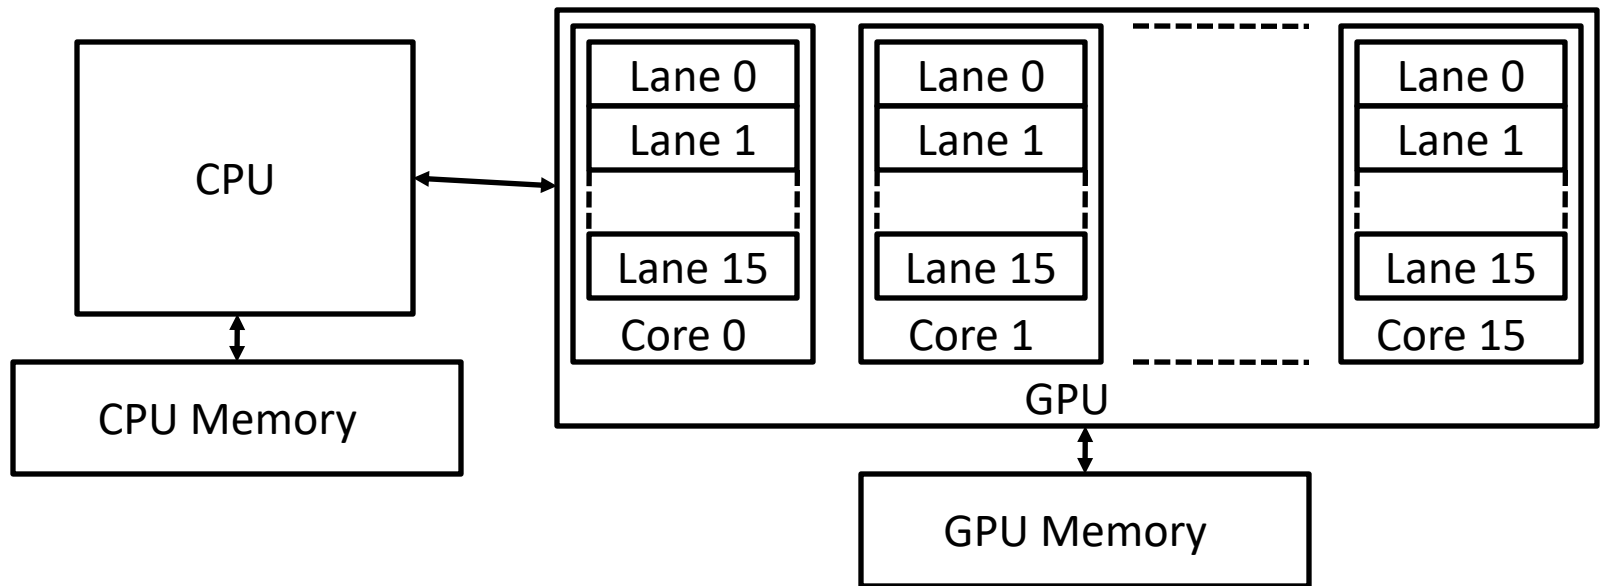 CPU
CPU Memory
Lane 0
Lane 1
Lane 15
Core 0
Lane 0
Lane 1
Lane 15
Core 1
Lane 0
Lane 1
Lane 15
Core 15
GPU
GPU Memory